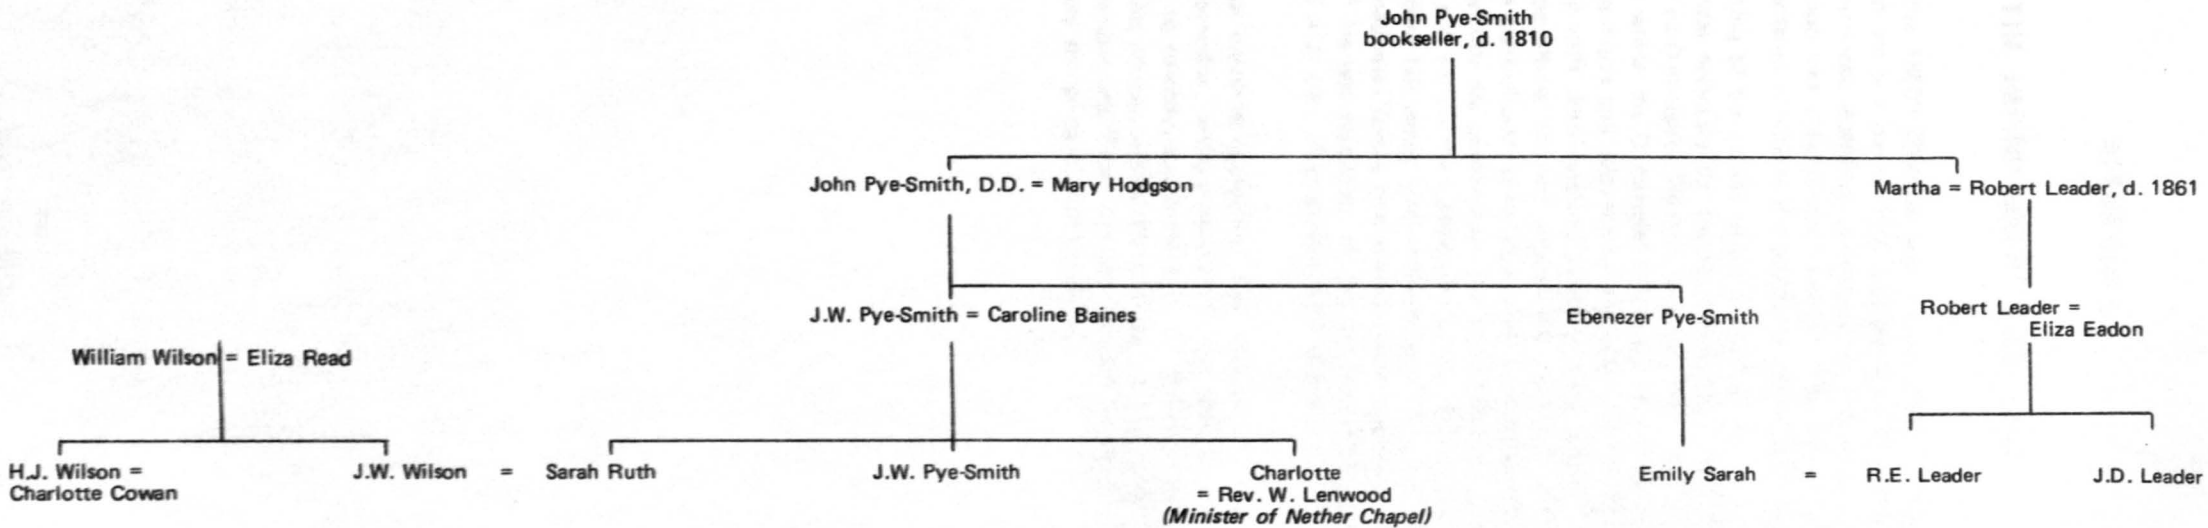 John Pye-Smith
bookseller, d. 1810
John Pye-Smith, D.D. = Mary Hodgson
Martha = Robert Leader, d. 1861
J.W. Pye-Smith = Caroline Baines
Ebenezer Pye-Smith
Robert Leader =
Eliza Eadon
William Wilson = Eliza Read
H.J. Wilson =
Charlotte Cowan
J.W. Wilson = Sarah Ruth
J.W. Pye-Smith
Charlotte
= Rev. W. Lenwood
(Minister of Nether Chapel)
Emily Sarah = R.E. Leader
J.D. Leader